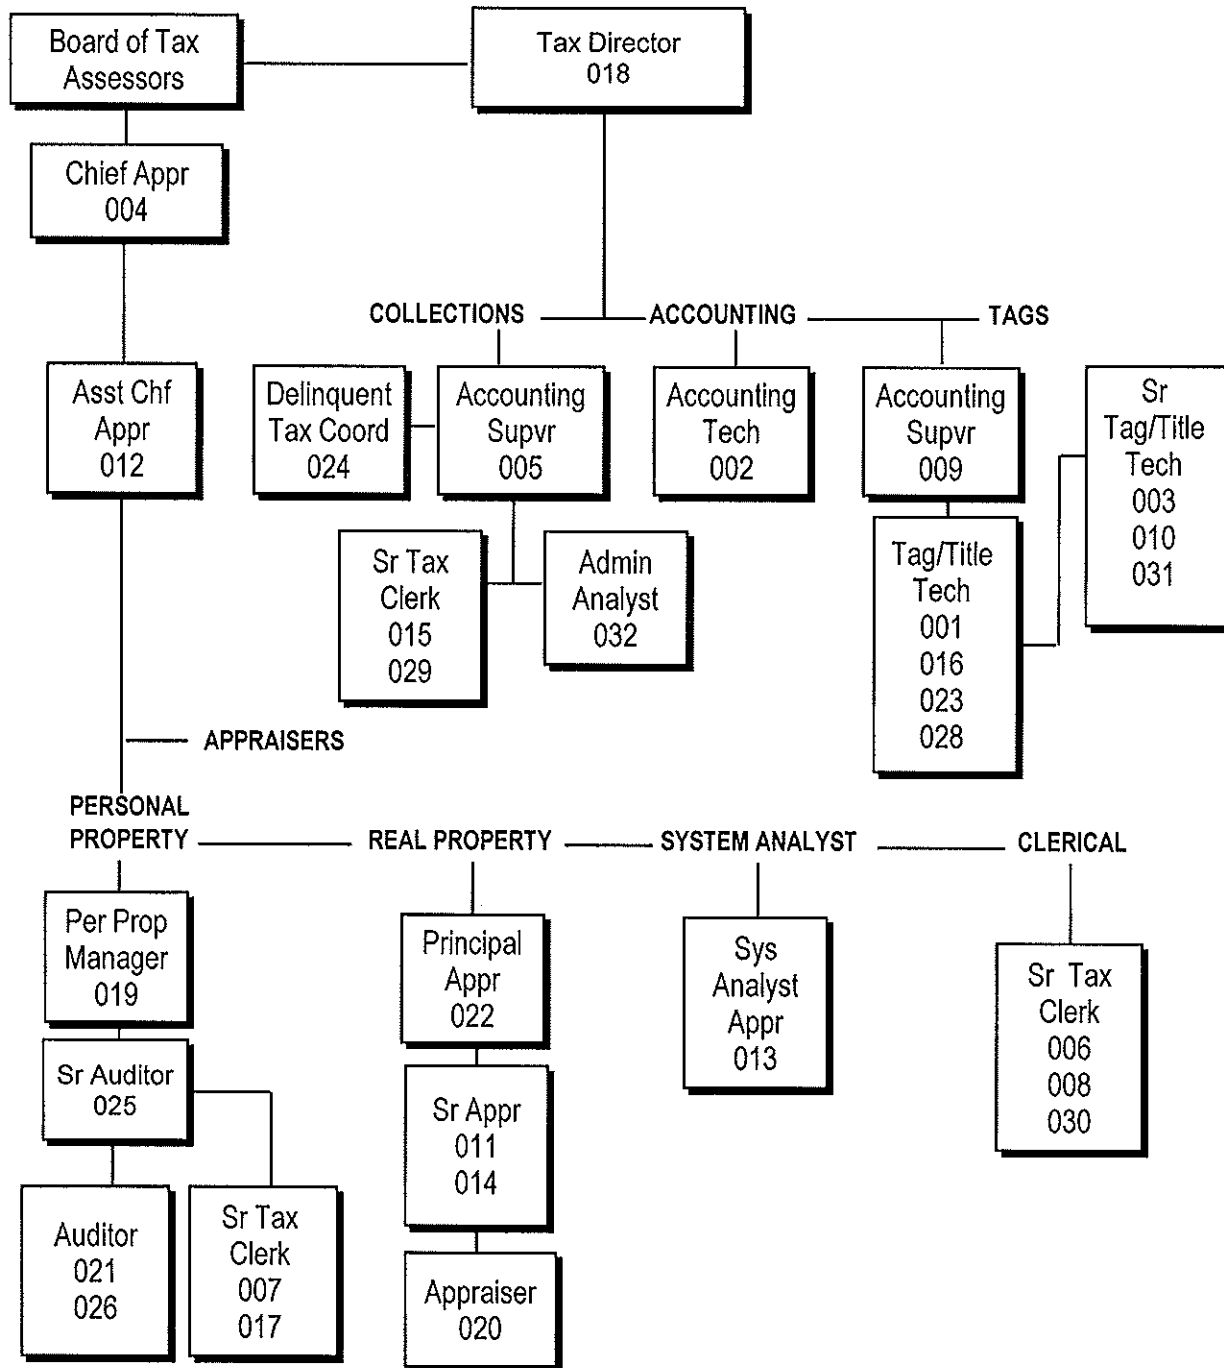 Board of Tax
Assessors
Tax Director
018
Chief Appr
004
COLLECTIONS
ACCOUNTING
TAGS
Asst Chf
Appr
012
Delinquent
Tax Coord
024
Accounting
Supvr
005
Accounting
Tech
002
Accounting
Supvr
009
Sr
Tag/Title
Tech
003
010
031
Sr Tax
Clerk
015
029
Admin
Analyst
032
Tag/Title
Tech
001
016
023
028
APPRAISERS
PERSONAL
PROPERTY
REAL PROPERTY
SYSTEM ANALYST
CLERICAL
Per Prop
Manager
019
Principal
Appr
022
Sys
Analyst
Appr
013
Sr Tax
Clerk
006
008
030
Sr Auditor
025
Sr Appr
011
014
Auditor
021
026
Sr Tax
Clerk
007
017
Appraiser
020